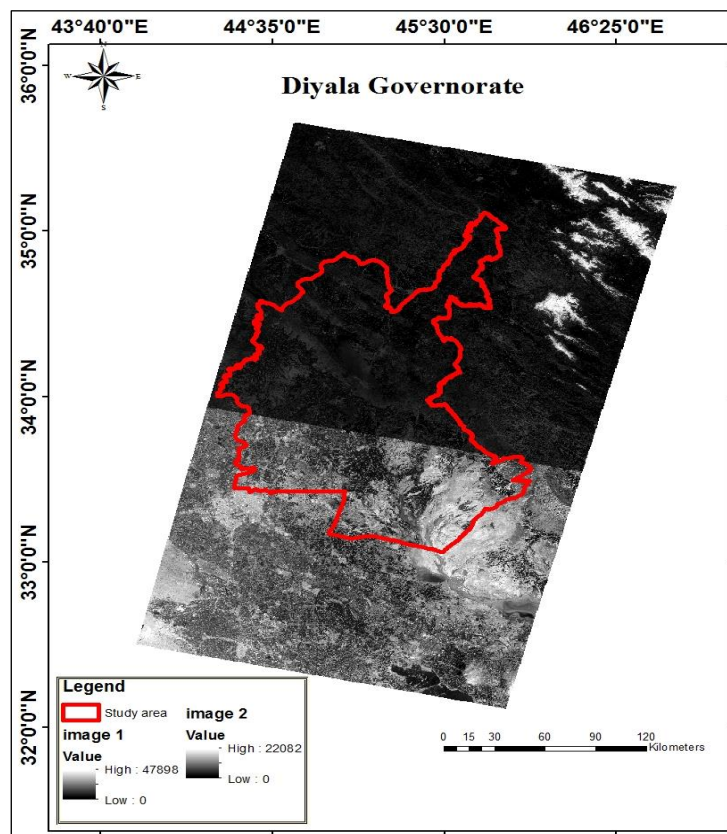 43°40'0"E 44°35'0"E 45°30'0"E 46°25'0"E
36°0'0"N
N
W E
S
Diyala Governorate
35°0'0"N
34°0'0"N
33°0'0"N
32°0'0"N
Legend
Study area
image 1
Value
High : 47898
Low : 0
image 2
Value
High : 22082
Low : 0
0 15 30 60 90 120
Kilometers